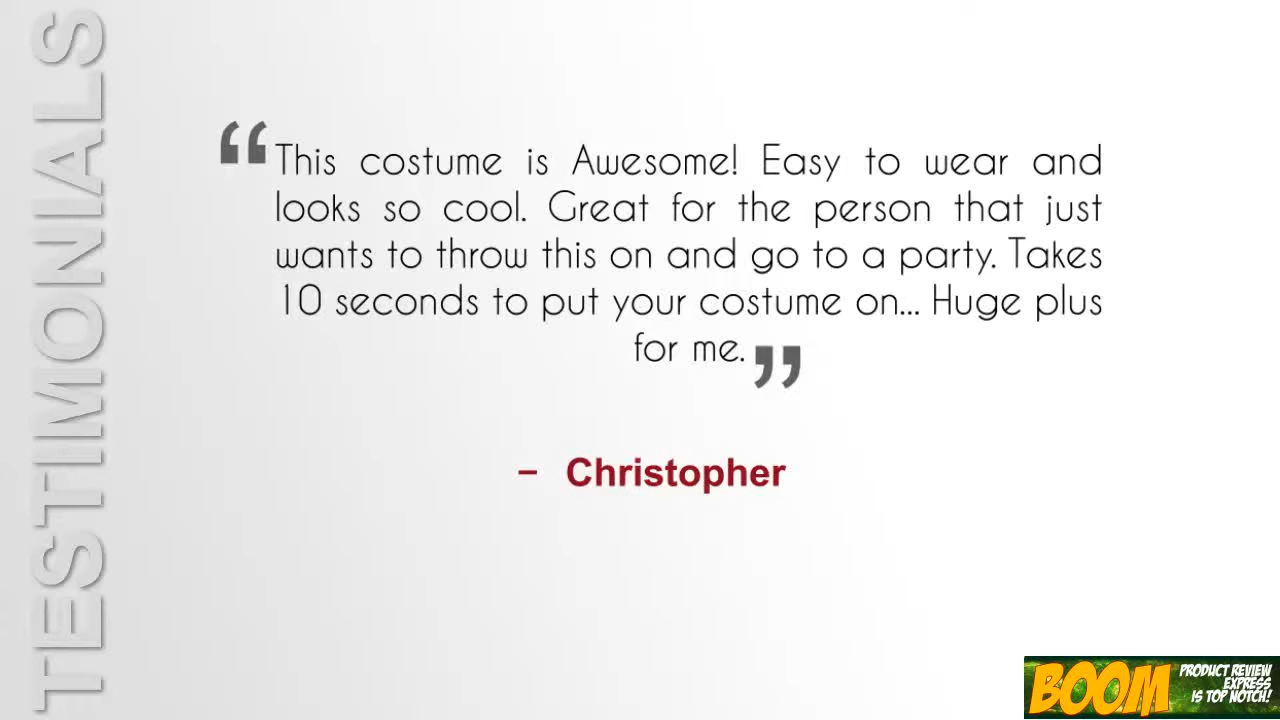 TESTIMONIALS
“This costume is Awesome! Easy to wear and
looks so cool. Great for the person that just
wants to throw this on and go to a party. Takes
10 seconds to put your costume on... Huge plus
for me.”
– Christopher
BOOM
PRODUCT REVIEW
EXPRESS
IS TOP NOTCH!